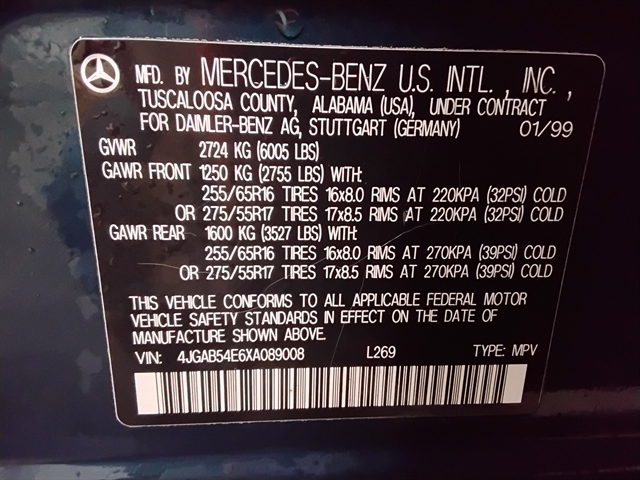 MFD. BY MERCEDES-BENZ U.S. INTL., INC.,
TUSCALOOSA COUNTY, ALABAMA (USA), UNDER CONTRACT
FOR DAIMLER-BENZ AG, STUTTGART (GERMANY) 01/99
GVWR 2724 KG (6005 LBS)
GAWR FRONT 1250 KG (2755 LBS) WITH:
255/65R16 TIRES 16x8.0 RIMS AT 220KPA (32PSI) COLD
OR 275/55R17 TIRES 17x8.5 RIMS AT 220KPA (32PSI) COLD
GAWR REAR 1600 KG (3527 LBS) WITH:
255/65R16 TIRES 16x8.0 RIMS AT 270KPA (39PSI) COLD
OR 275/55R17 TIRES 17x8.5 RIMS AT 270KPA (39PSI) COLD
THIS VEHICLE CONFORMS TO ALL APPLICABLE FEDERAL MOTOR
VEHICLE SAFETY STANDARDS IN EFFECT ON THE DATE OF
MANUFACTURE SHOWN ABOVE.
VIN: 4JGAB54E6XA089008 L269 TYPE: MPV